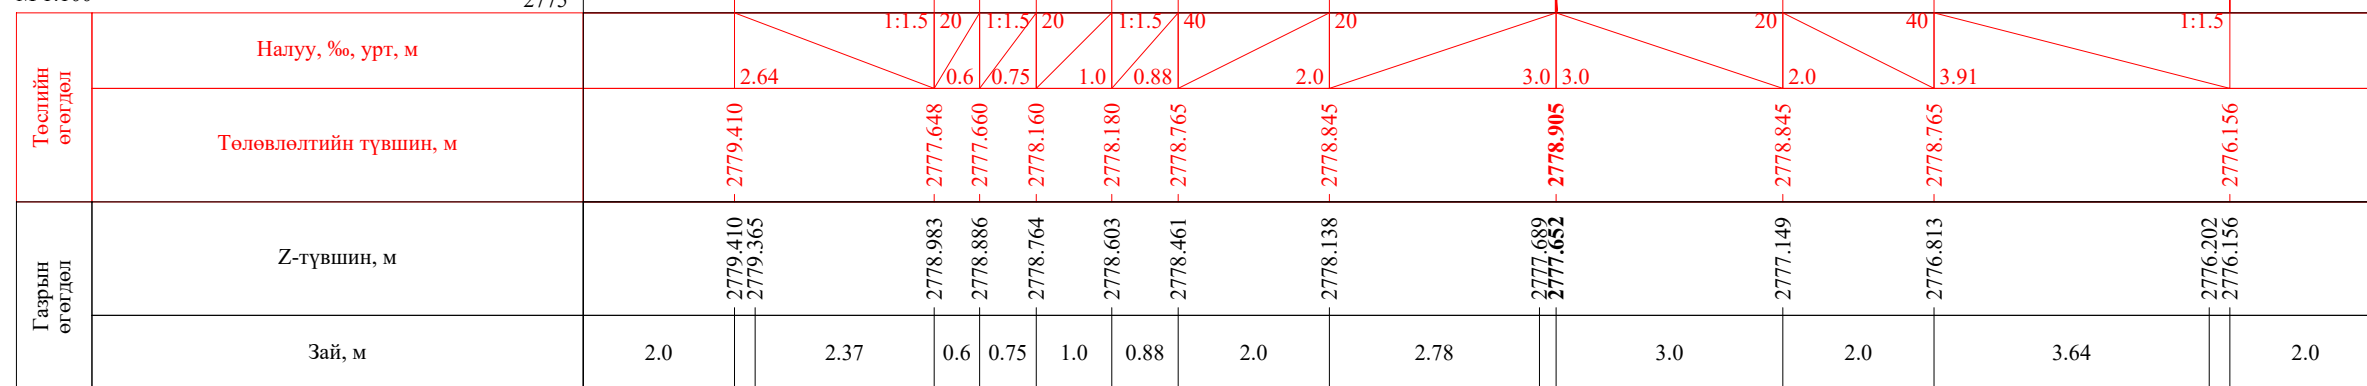 2775
1:1.5 20 1:1.5 20 1:1.5 40 20 20 40 1:1.5
Төслийн өгөгдөл
Налуу, ‰, урт, м
2.64 0.6 0.75 1.0 0.88 2.0 3.0 3.0 2.0 3.91
Төлөвлөлтийн түвшин, м
2779.410 2777.648 2777.660 2778.160 2778.180 2778.765 2778.845 2778.905 2778.845 2778.765 2776.156
Газрын өгөгдөл
Z-түвшин, м
2779.410 2779.365 2778.983 2778.886 2778.764 2778.603 2778.461 2778.138 2777.689 2777.652 2777.149 2776.813 2776.202 2776.156
Зай, м
2.0 2.37 0.6 0.75 1.0 0.88 2.0 2.78 3.0 2.0 3.64 2.0